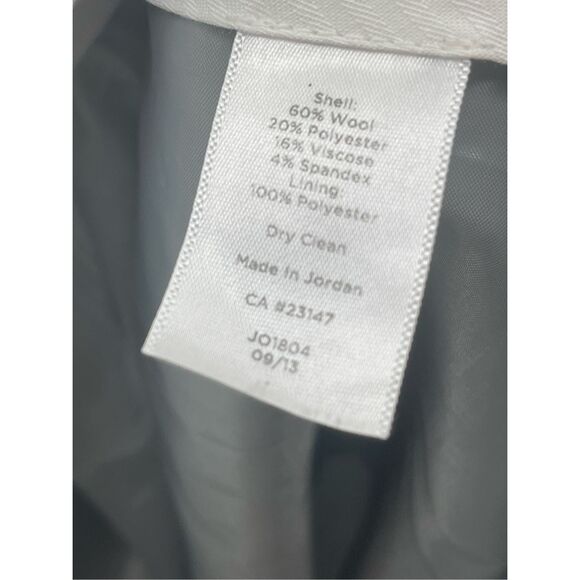 Shell:
60% Wool
20% Polyester
16% Viscose
4% Spandex
Lining:
100% Polyester
Dry Clean
Made In Jordan
CA #23147
JO1804
09/13